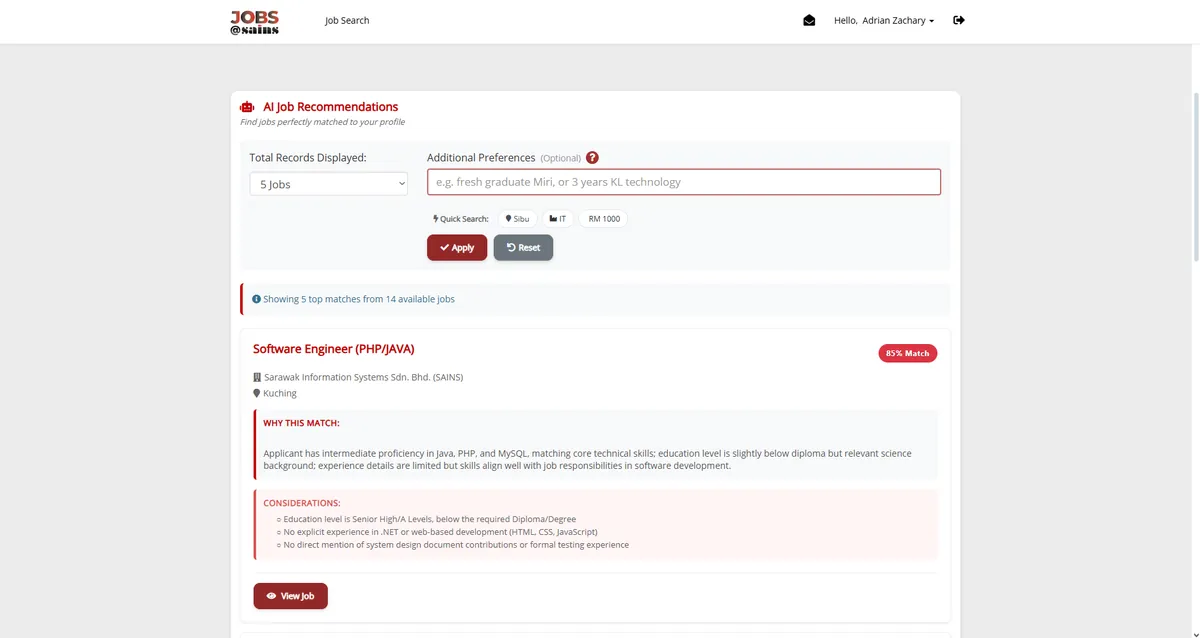 JOBS
@sains
Job Search
Hello, Adrian Zachary
AI Job Recommendations
Find jobs perfectly matched to your profile
Total Records Displayed:
5 Jobs
Additional Preferences (Optional) ?
e.g. fresh graduate Miri, or 3 years KL technology
Quick Search: Sibu IT RM 1000
Apply Reset
Showing 5 top matches from 14 available jobs
Software Engineer (PHP/JAVA)
85% Match
Sarawak Information Systems Sdn. Bhd. (SAINS)
Kuching
WHY THIS MATCH:
Applicant has intermediate proficiency in Java, PHP, and MySQL, matching core technical skills; education level is slightly below diploma but relevant science
background; experience details are limited but skills align well with job responsibilities in software development.
CONSIDERATIONS:
○ Education level is Senior High/A Levels, below the required Diploma/Degree
○ No explicit experience in .NET or web-based development (HTML, CSS, JavaScript)
○ No direct mention of system design document contributions or formal testing experience
View Job